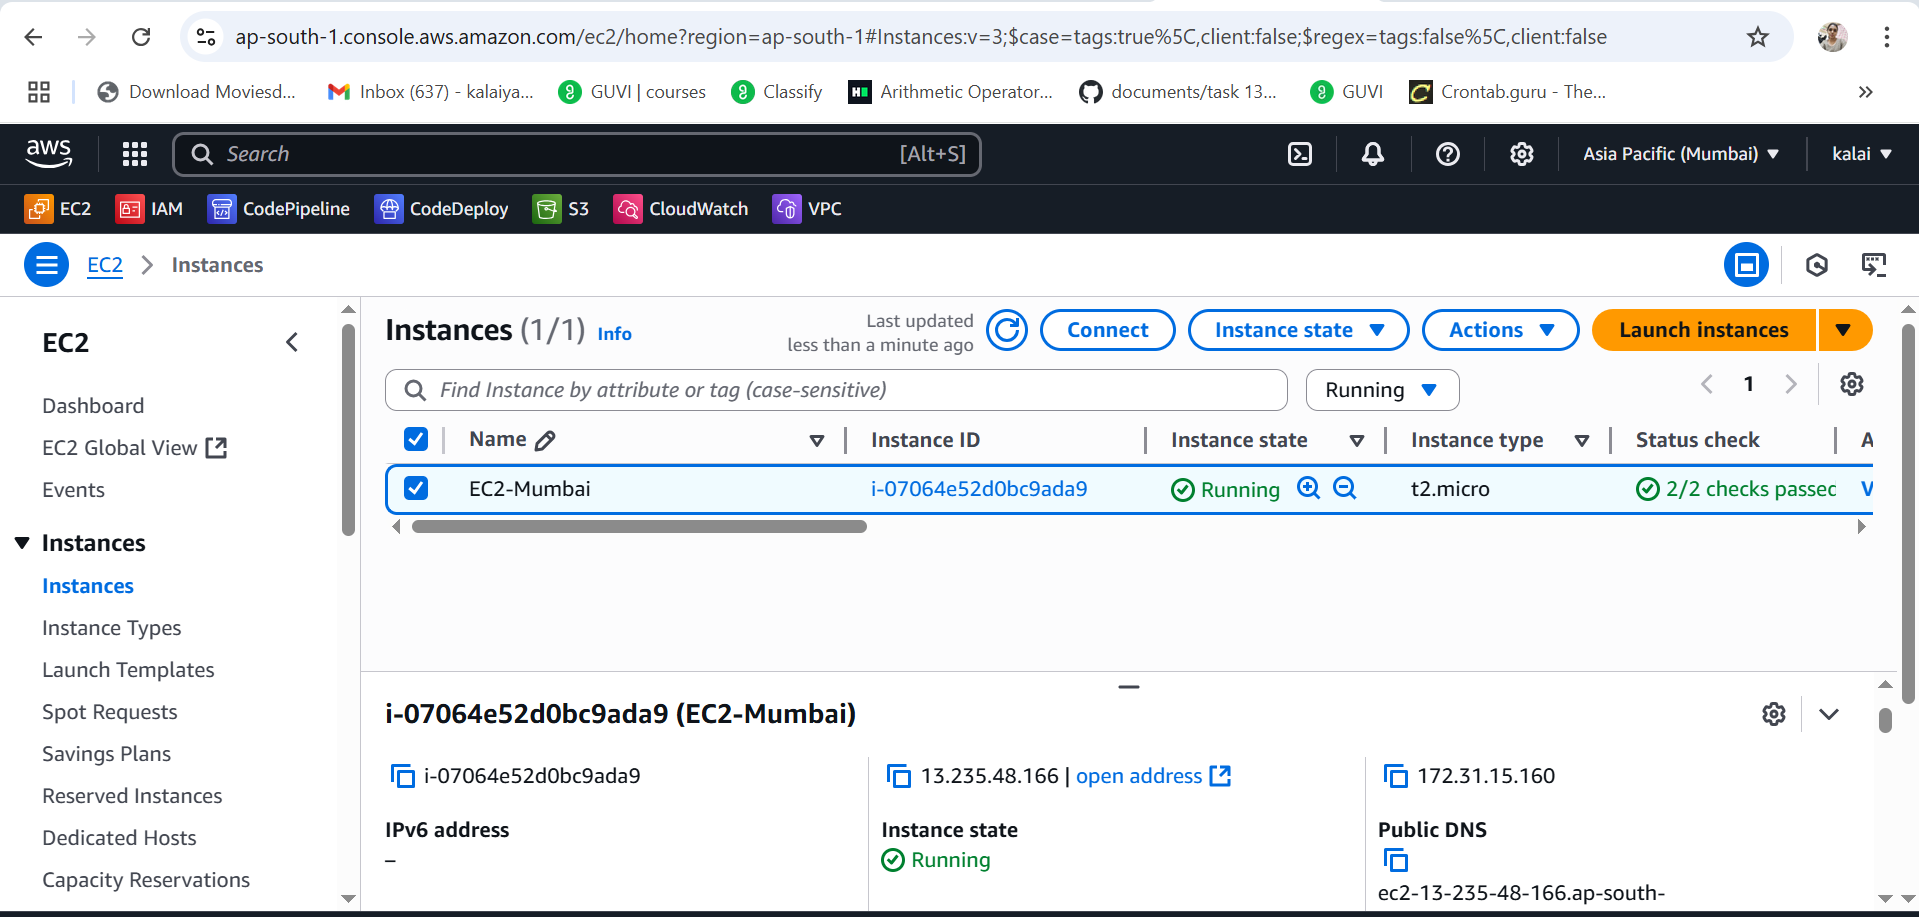 ap-south-1.console.aws.amazon.com/ec2/home?region=ap-south-1#Instances:v=3;$case=tags:true%5C,client:false;$regex=tags:false%5C,client:false
Download Moviesd... Inbox (637) - kalaiya... GUVI | courses Classify Arithmetic Operator... documents/task 13... GUVI Crontab.guru - The...
aws Search [Alt+S] Asia Pacific (Mumbai) kalai
EC2 IAM CodePipeline CodeDeploy S3 CloudWatch VPC
EC2 Instances
EC2
Dashboard
EC2 Global View
Events
Instances
Instances
Instance Types
Launch Templates
Spot Requests
Savings Plans
Reserved Instances
Dedicated Hosts
Capacity Reservations
Instances (1/1) Info
Last updated
less than a minute ago
Connect Instance state Actions Launch instances
Find Instance by attribute or tag (case-sensitive) Running 1
Name Instance ID Instance state Instance type Status check A
EC2-Mumbai i-07064e52d0bc9ada9 Running t2.micro 2/2 checks passed V
i-07064e52d0bc9ada9 (EC2-Mumbai)
i-07064e52d0bc9ada9
13.235.48.166 | open address
172.31.15.160
IPv6 address
–
Instance state
Running
Public DNS
ec2-13-235-48-166.ap-south-